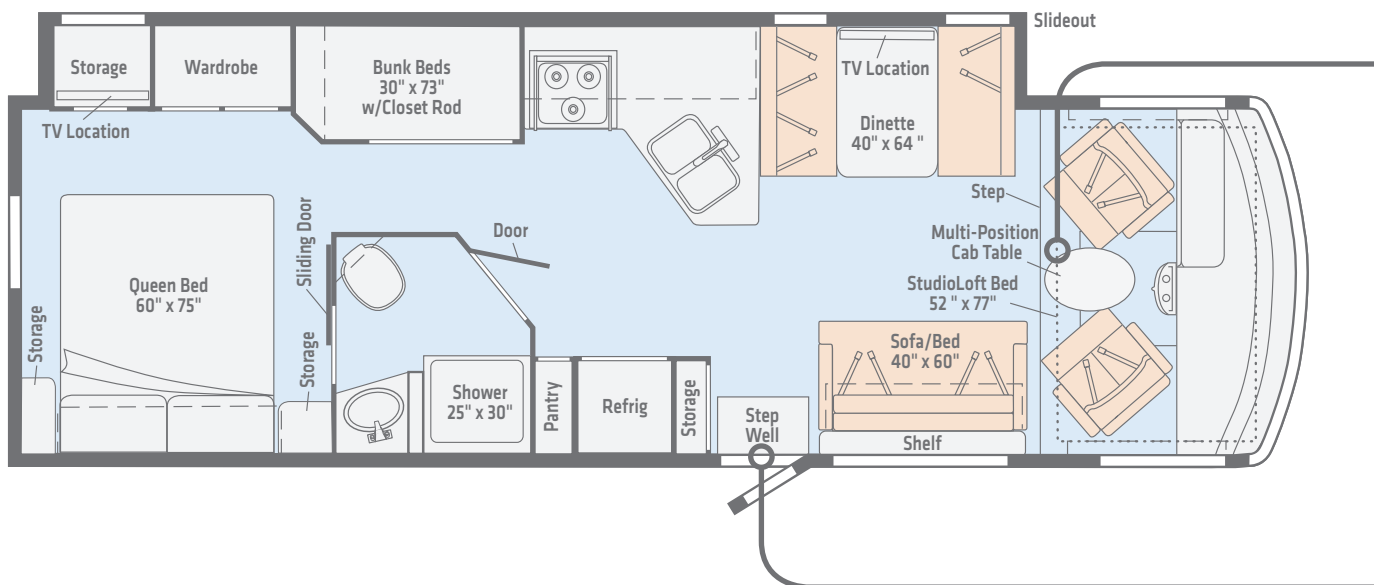 Slideout
Storage
Wardrobe
Bunk Beds
30" x 73"
w/Closet Rod
TV Location
TV Location
Dinette
40" x 64 "
Step
Multi-Position
Cab Table
StudioLoft Bed
52 " x 77"
Door
Sliding Door
Queen Bed
60" x 75"
Storage
Storage
Shower
25" x 30"
Pantry
Refrig
Storage
Step
Well
Sofa/Bed
40" x 60"
Shelf